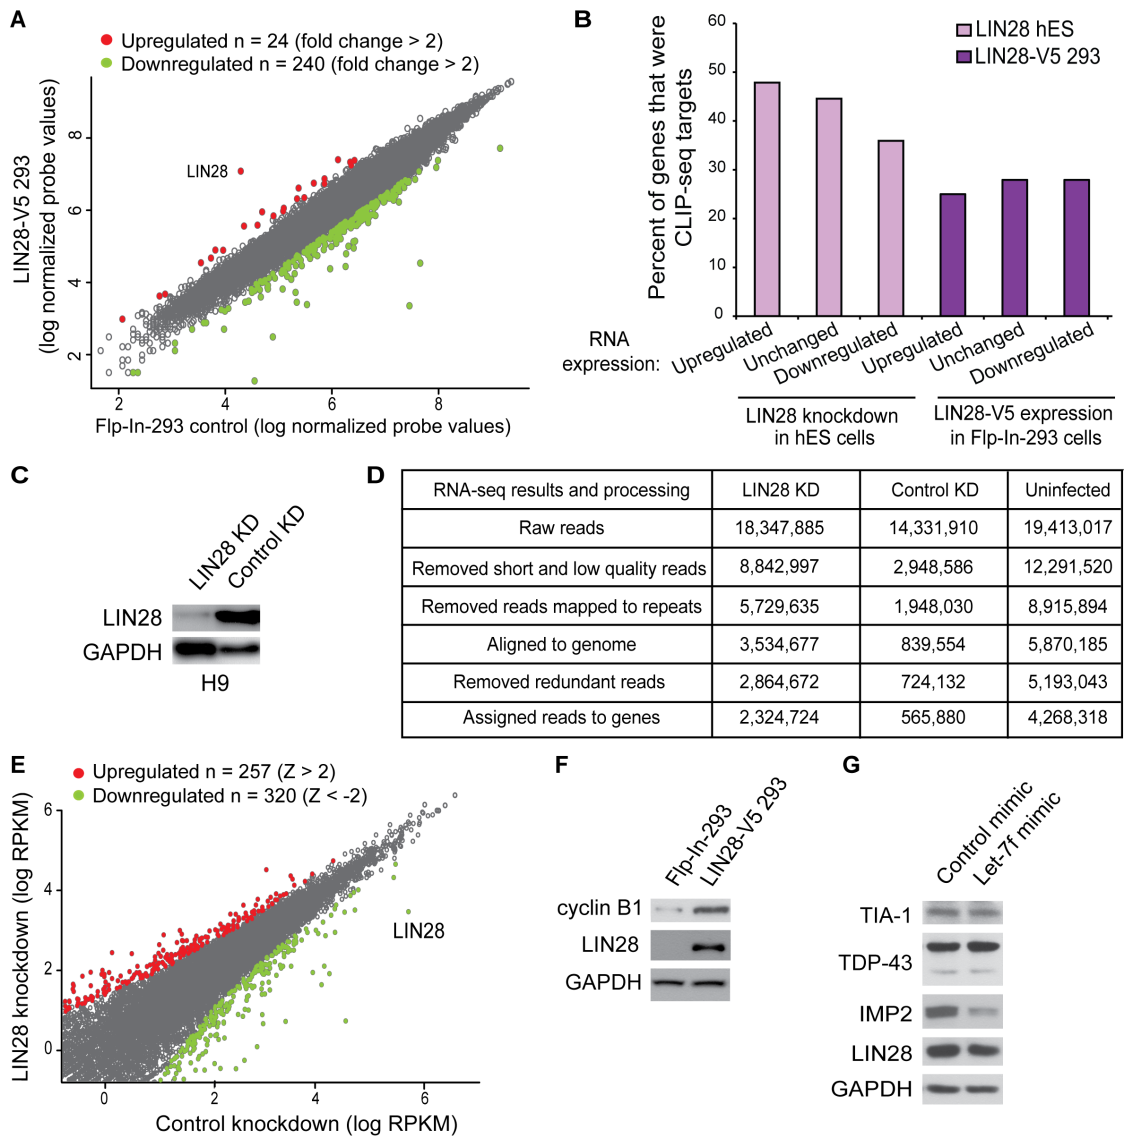 A
Upregulated n = 24 (fold change > 2)
Downregulated n = 240 (fold change > 2)
LIN28-V5 293
(log normalized probe values)
8
6
4
2
LIN28
2
4
6
8
Flp-In-293 control (log normalized probe values)
B
Percent of genes that were
CLIP-seq targets
60
50
40
30
20
10
0
LIN28 hES
LIN28-V5 293
RNA
expression:
Upregulated
Unchanged
Downregulated
Upregulated
Unchanged
Downregulated
LIN28 knockdown
in hES cells
LIN28-V5 expression
in Flp-In-293 cells
C
LIN28 KD
Control KD
LIN28
GAPDH
H9
D
RNA-seq results and processing LIN28 KD Control KD Uninfected
Raw reads 18,347,885 14,331,910 19,413,017
Removed short and low quality reads 8,842,997 2,948,586 12,291,520
Removed reads mapped to repeats 5,729,635 1,948,030 8,915,894
Aligned to genome 3,534,677 839,554 5,870,185
Removed redundant reads 2,864,672 724,132 5,193,043
Assigned reads to genes 2,324,724 565,880 4,268,318
E
Upregulated n = 257 (Z > 2)
Downregulated n = 320 (Z < -2)
LIN28 knockdown (log RPKM)
6
4
2
0
LIN28
0
2
4
6
Control knockdown (log RPKM)
F
Flp-In-293
LIN28-V5 293
cyclin B1
LIN28
GAPDH
G
Control mimic
Let-7f mimic
TIA-1
TDP-43
IMP2
LIN28
GAPDH